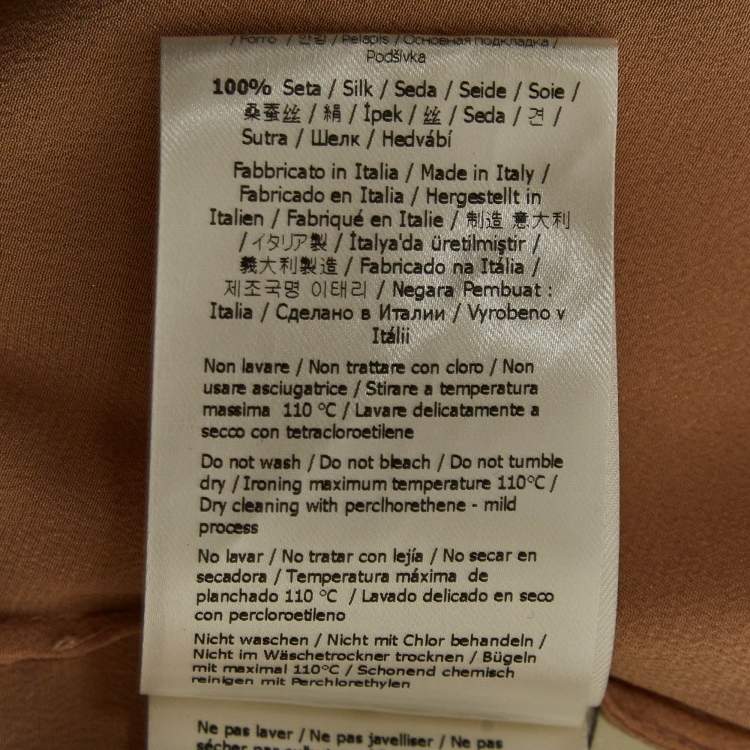 / Forro / 안감 / Pelapis / Основная подкладка /
Podšívka
100% Seta / Silk / Seda / Seide / Soie /
桑蚕丝 / 絹 / İpek / 丝 / Seda / 견 /
Sutra / Шелк / Hedvábí
Fabbricato in Italia / Made in Italy /
Fabricado en Italia / Hergestellt in
Italien / Fabriqué en Italie / 制造 意大利
/ イタリア製 / İtalya'da üretilmiştir /
義大利製造 / Fabricado na Itália /
제조국명 이태리 / Negara Pembuat :
Italia / Сделано в Италии / Vyrobeno v
Itálii
Non lavare / Non trattare con cloro / Non
usare asciugatrice / Stirare a temperatura
massima 110 °C / Lavare delicatamente a
secco con tetracloroetilene
Do not wash / Do not bleach / Do not tumble
dry / Ironing maximum temperature 110°C /
Dry cleaning with perclhorethene - mild
process
No lavar / No tratar con lejía / No secar en
secadora / Temperatura máxima de
planchado 110 °C / Lavado delicado en seco
con percloroetileno
Nicht waschen / Nicht mit Chlor behandeln /
Nicht im Wäschetrockner trocknen / Bügeln
mit maximal 110°C / Schonend chemisch
reinigen mit Perchlorethylen
Ne pas laver / Ne pas javelliser / Ne pas
sécher par